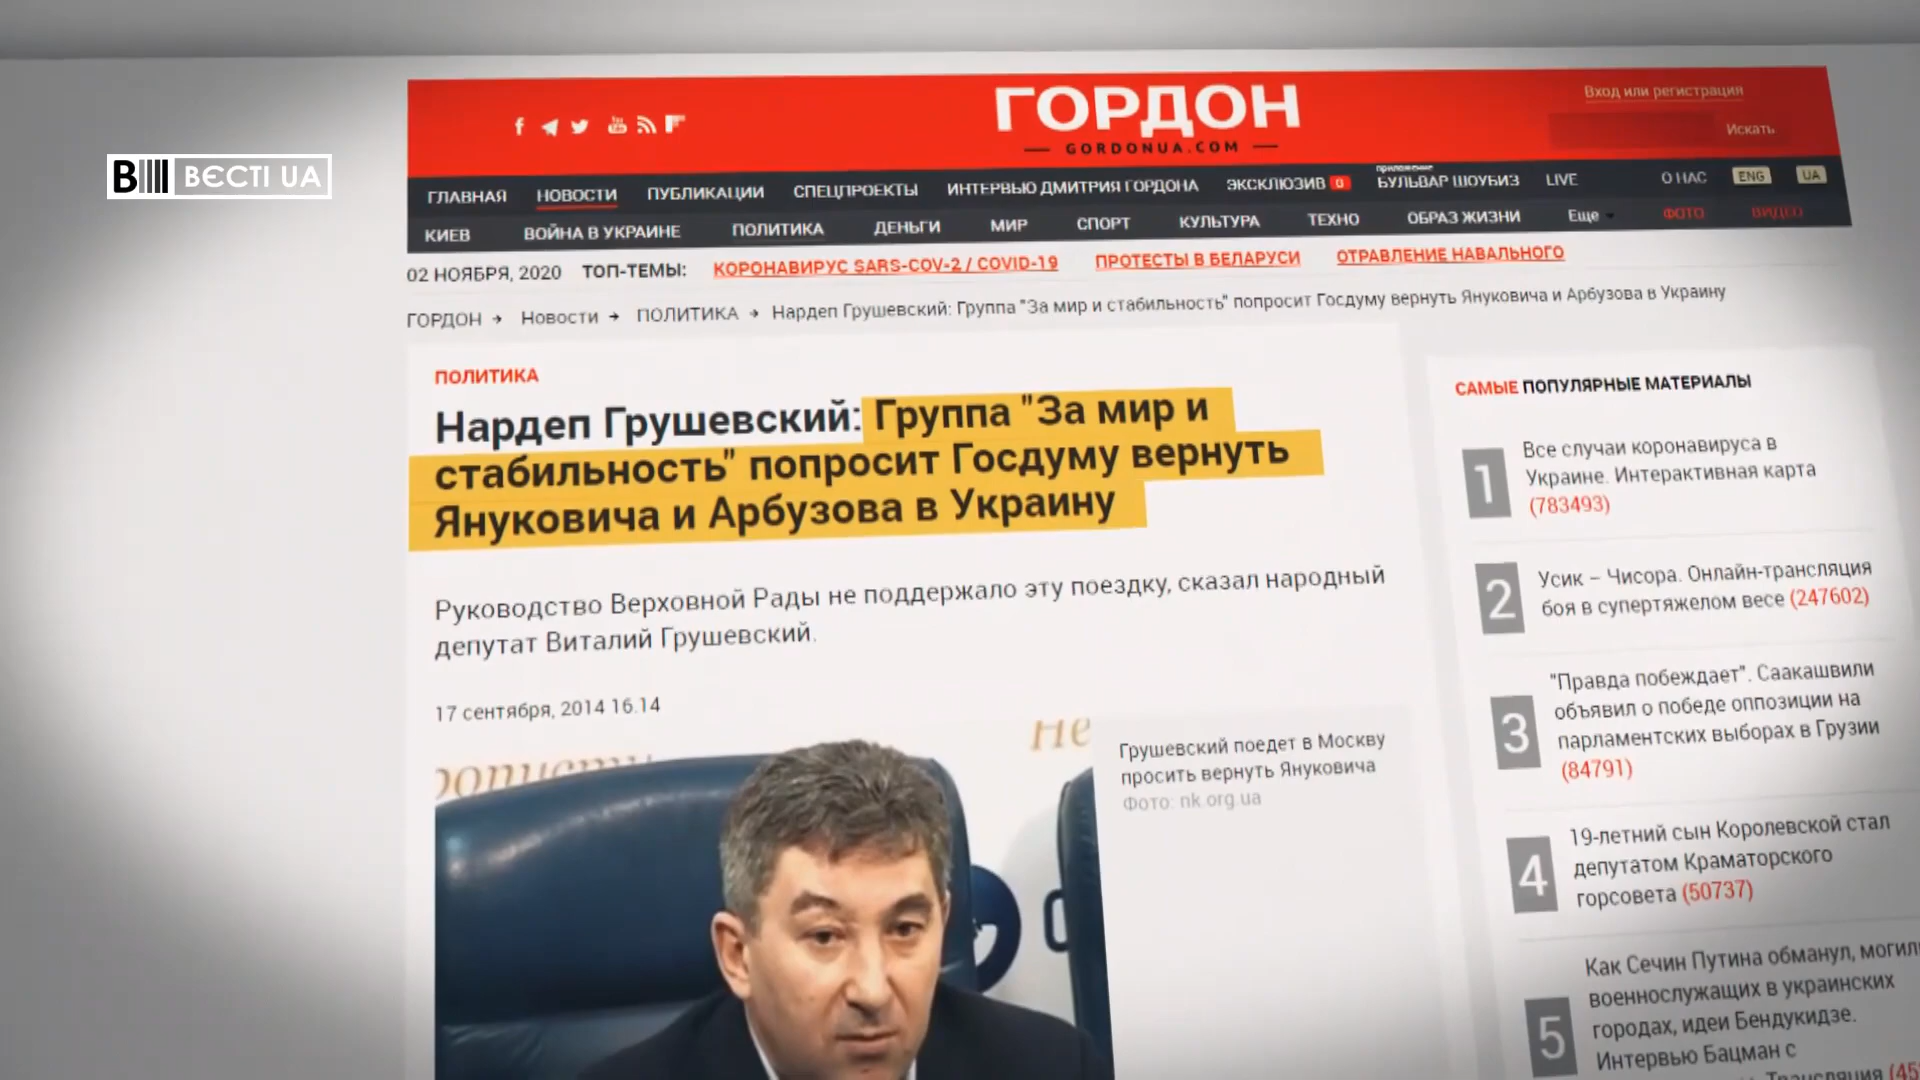 В ВЄСТІ UA
ГОРДОН
GORDONUA.COM
Вход или регистрация
Искать
ГЛАВНАЯ НОВОСТИ ПУБЛИКАЦИИ СПЕЦПРОЕКТЫ ИНТЕРВЬЮ ДМИТРИЯ ГОРДОНА ЭКСКЛЮЗИВ 0 приложение БУЛЬВАР ШОУБИЗ LIVE О НАС ENG UA
КИЕВ ВОЙНА В УКРАИНЕ ПОЛИТИКА ДЕНЬГИ МИР СПОРТ КУЛЬТУРА ТЕХНО ОБРАЗ ЖИЗНИ Еще ФОТО ВИДЕО
02 НОЯБРЯ, 2020 ТОП-ТЕМЫ: КОРОНАВИРУС SARS-COV-2 / COVID-19 ПРОТЕСТЫ В БЕЛАРУСИ ОТРАВЛЕНИЕ НАВАЛЬНОГО
ГОРДОН → Новости → ПОЛИТИКА → Нардеп Грушевский: Группа "За мир и стабильность" попросит Госдуму вернуть Януковича и Арбузова в Украину
ПОЛИТИКА
Нардеп Грушевский: Группа "За мир и
стабильность" попросит Госдуму вернуть
Януковича и Арбузова в Украину
Руководство Верховной Рады не поддержало эту поездку, сказал народный
депутат Виталий Грушевский.
17 сентября, 2014 16.14
Не
Грушевский поедет в Москву
просить вернуть Януковича
Фото: nk.org.ua
САМЫЕ ПОПУЛЯРНЫЕ МАТЕРИАЛЫ
1
Все случаи коронавируса в
Украине. Интерактивная карта
(783493)
2
Усик – Чисора. Онлайн-трансляция
боя в супертяжелом весе (247602)
3
"Правда побеждает". Саакашвили
объявил о победе оппозиции на
парламентских выборах в Грузии
(84791)
4
19-летний сын Королевской стал
депутатом Краматорского
горсовета (50737)
5
Как Сечин Путина обманул, могил
военнослужащих в украинских
городах, идеи Бендукидзе.
Интервью Бацман с
Трансляция (45